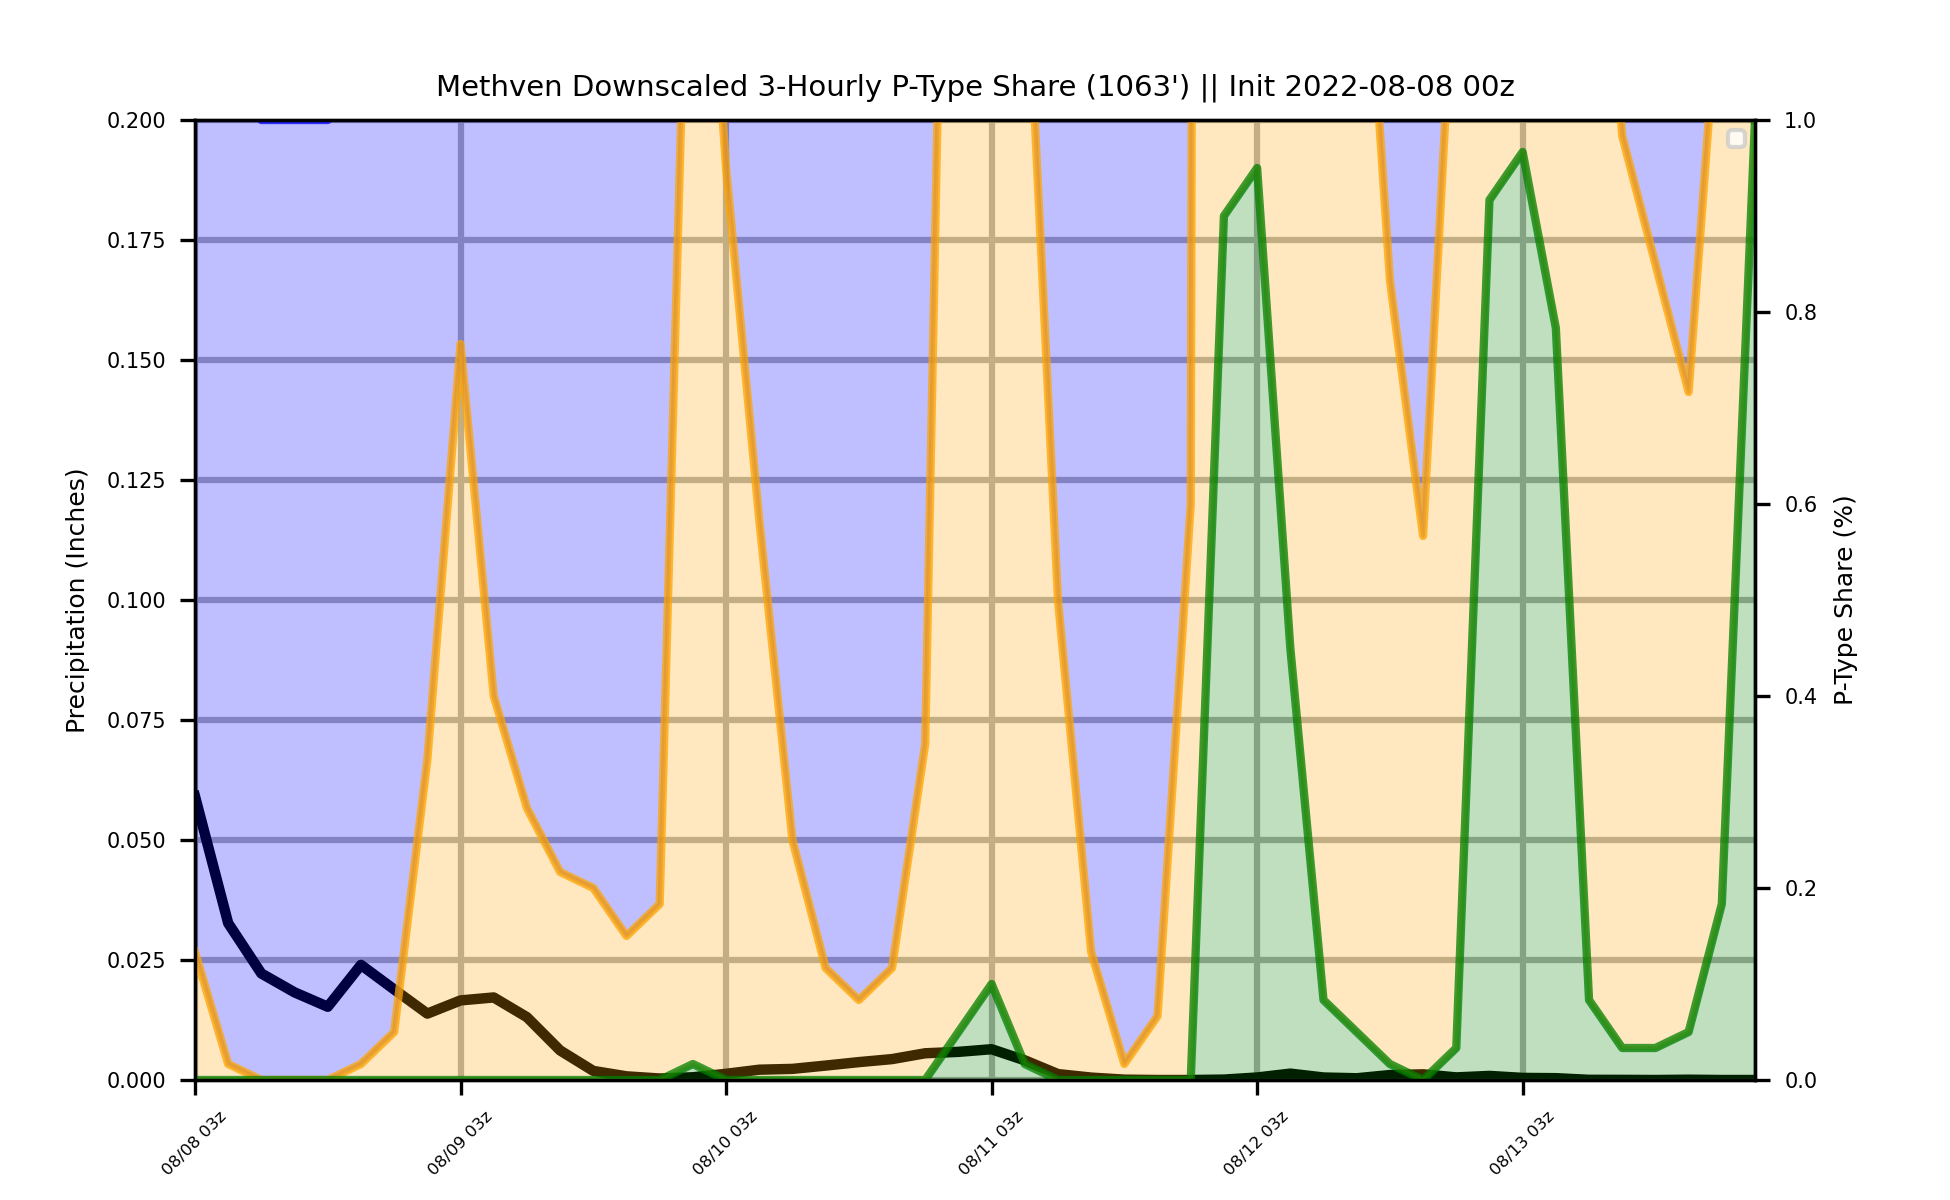 Methven Downscaled 3-Hourly P-Type Share (1063') || Init 2022-08-08 00z
0.200
0.175
0.150
0.125
0.100
0.075
0.050
0.025
0.000
Precipitation (Inches)
1.0
0.8
0.6
0.4
0.2
0.0
P-Type Share (%)
08/08 03z
08/09 03z
08/10 03z
08/11 03z
08/12 03z
08/13 03z